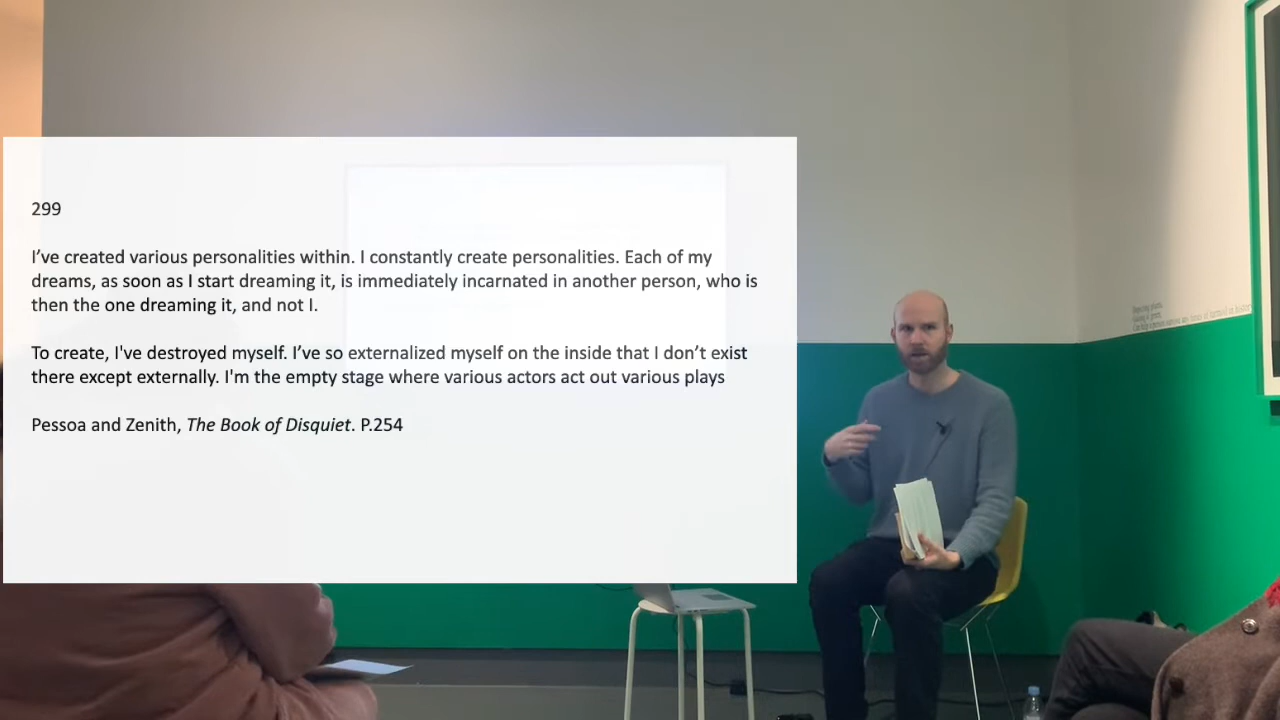 299
I’ve created various personalities within. I constantly create personalities. Each of my
dreams, as soon as I start dreaming it, is immediately incarnated in another person, who is
then the one dreaming it, and not I.
To create, I've destroyed myself. I’ve so externalized myself on the inside that I don’t exist
there except externally. I'm the empty stage where various actors act out various plays
Pessoa and Zenith, The Book of Disquiet. P.254